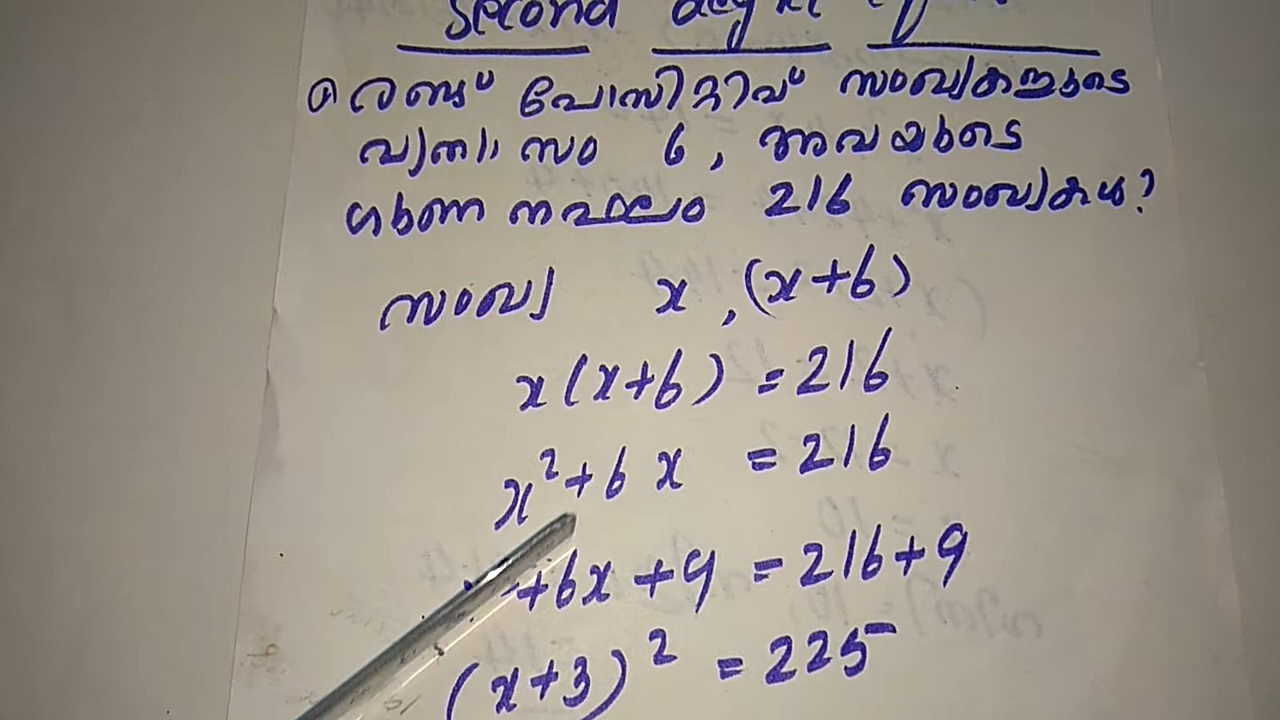 Second
രണ്ട് പോസിറ്റീവ് സംഖ്യകളുടെ
വ്യത്യാസം 6, അവയുടെ
ഗുണനഫലം 216 സംഖ്യകൾ?
സംഖ്യ x, (x+6)
x(x+6) = 216
x²+6x = 216
+6x+9 = 216+9
(x+3)² = 225